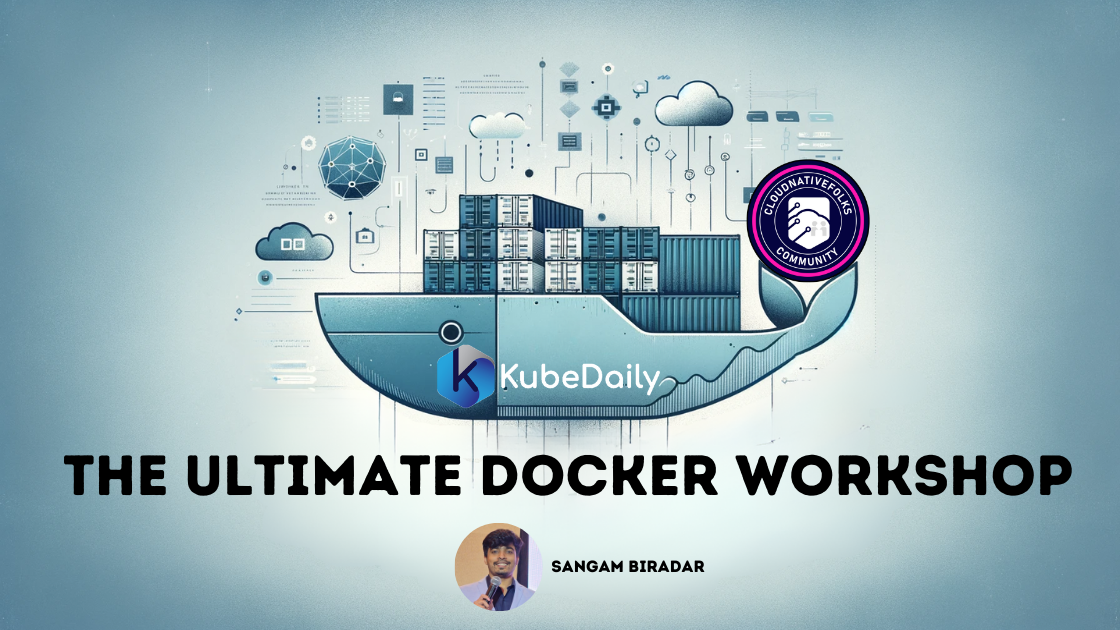 CLOUDNATIVEFOLKS
COMMUNITY
KubeDaily
THE ULTIMATE DOCKER WORKSHOP
SANGAM BIRADAR